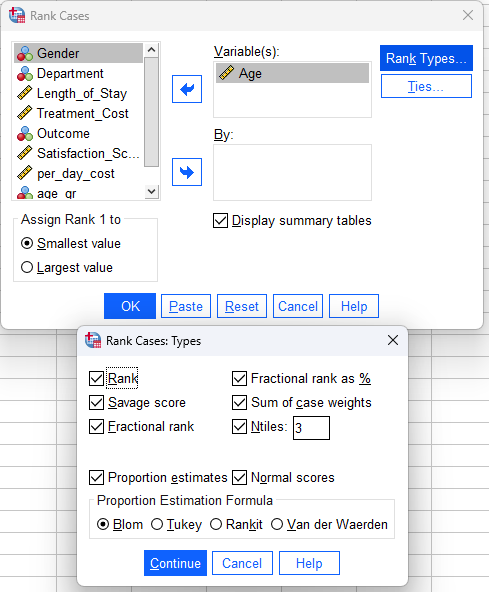 Rank Cases
Variable(s):
Gender
Department
Length_of_Stay
Treatment_Cost
Outcome
Satisfaction_Sc...
per_day_cost
age_gr
Age
Rank Types...
Ties...
By:
Assign Rank 1 to
Smallest value
Largest value
Display summary tables
OK Paste Reset Cancel Help
Rank Cases: Types
Rank Fractional rank as %
Savage score Sum of case weights
Fractional rank Ntiles: 3
Proportion estimates Normal scores
Proportion Estimation Formula
Blom Tukey Rankit Van der Waerden
Continue Cancel Help